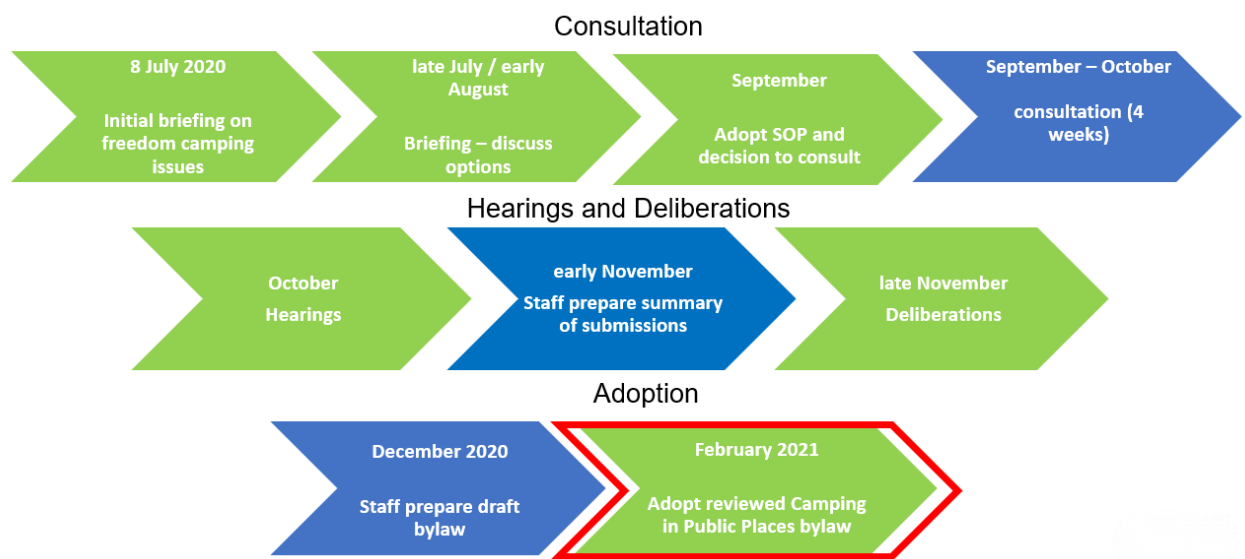 Consultation
8 July 2020
Initial briefing on
freedom camping
issues
late July / early
August
Briefing – discuss
options
September
Adopt SOP and
decision to consult
September – October
consultation (4
weeks)
Hearings and Deliberations
October
Hearings
early November
Staff prepare summary
of submissions
late November
Deliberations
Adoption
December 2020
Staff prepare draft
bylaw
February 2021
Adopt reviewed Camping
in Public Places bylaw